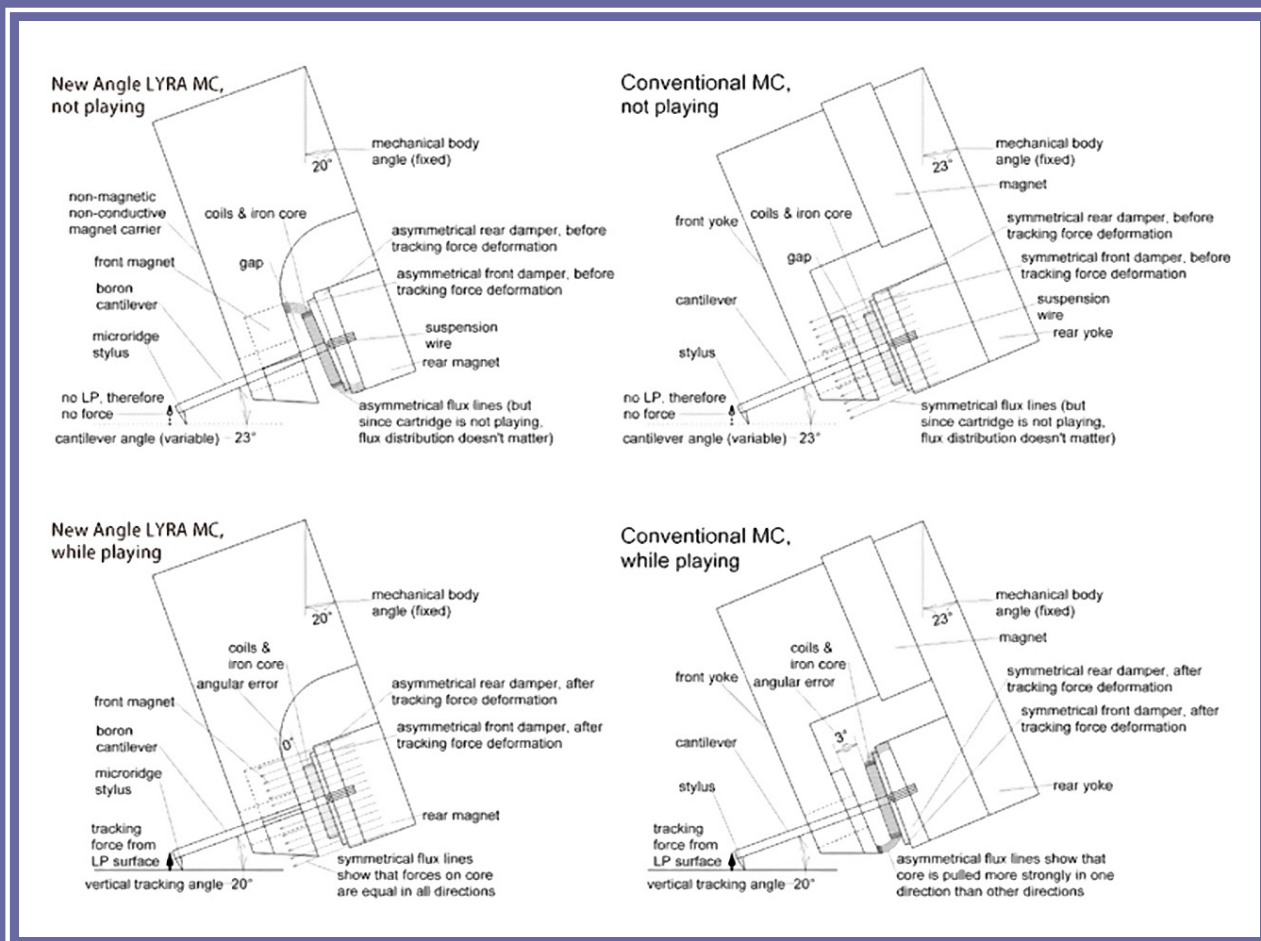 New Angle LYRA MC,
not playing
mechanical body
angle (fixed)
20°
non-magnetic
non-conductive
magnet carrier
coils & iron core
asymmetrical rear damper, before
tracking force deformation
front magnet
gap
asymmetrical front damper, before
tracking force deformation
boron
cantilever
microridge
stylus
suspension
wire
rear magnet
no LP, therefore
no force
cantilever angle (variable) 23°
asymmetrical flux lines (but
since cartridge is not playing,
flux distribution doesn't matter)
Conventional MC,
not playing
mechanical body
angle (fixed)
23°
magnet
front yoke
coils & iron core
symmetrical rear damper, before
tracking force deformation
gap
symmetrical front damper, before
tracking force deformation
cantilever
suspension
wire
rear yoke
stylus
no LP, therefore
no force
cantilever angle (variable) 23°
symmetrical flux lines (but
since cartridge is not playing,
flux distribution doesn't matter)
New Angle LYRA MC,
while playing
mechanical body
angle (fixed)
20°
coils &
iron core
angular error
0°
front magnet
asymmetrical rear damper, after
tracking force deformation
asymmetrical front damper, after
tracking force deformation
boron
cantilever
microridge
stylus
rear magnet
tracking
force from
LP surface
vertical tracking angle 20°
symmetrical flux lines
show that forces on core
are equal in all directions
Conventional MC,
while playing
mechanical body
angle (fixed)
23°
magnet
coils &
iron core
angular error
3°
front yoke
symmetrical rear damper, after
tracking force deformation
symmetrical front damper, after
tracking force deformation
cantilever
stylus
rear yoke
tracking
force from
LP surface
vertical tracking angle 20°
asymmetrical flux lines show that
core is pulled more strongly in one
direction than other directions